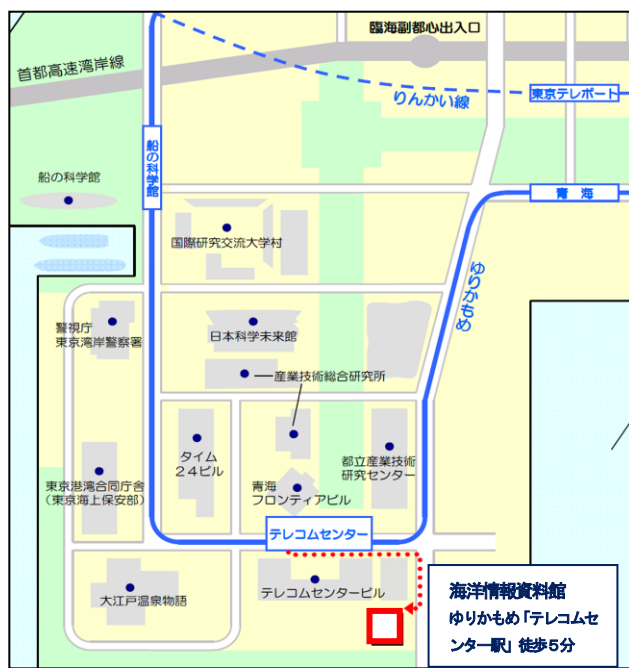 臨海副都心出入口
首都高速湾岸線
りんかい線
東京テレポート
船の科学館
船の科学館
青海
国際研究交流大学村
ゆりかもめ
警視庁
東京湾岸警察署
日本科学未来館
産業技術総合研究所
タイム
24ビル
都立産業技術
研究センター
東京港湾合同庁舎
(東京海上保安部)
青海
フロンティアビル
テレコムセンター
大江戸温泉物語
テレコムセンタービル
海洋情報資料館
ゆりかもめ「テレコムセ
ンター駅」徒歩5分